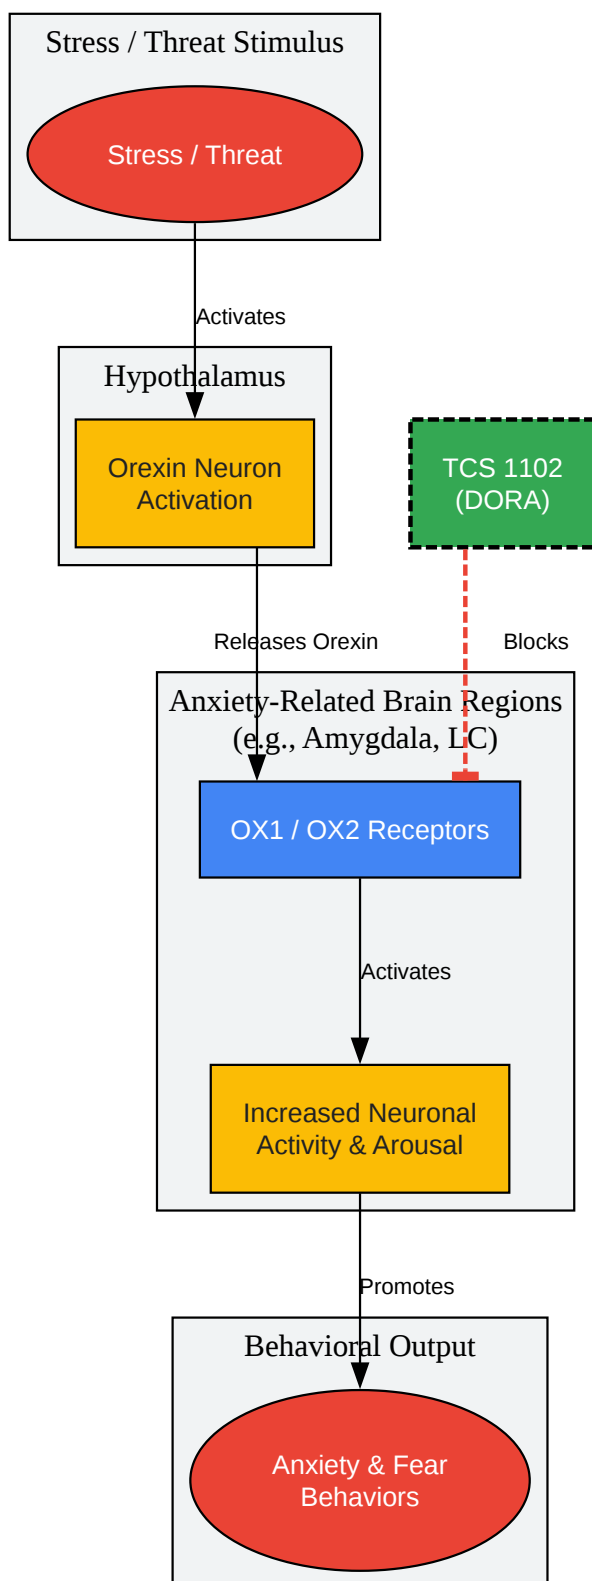 Stress / Threat Stimulus
Stress / Threat
Activates
Hypothalamus
Orexin Neuron
Activation
TCS 1102
(DORA)
Releases Orexin
Blocks
Anxiety-Related Brain Regions
(e.g., Amygdala, LC)
OX1 / OX2 Receptors
Activates
Increased Neuronal
Activity & Arousal
Promotes
Behavioral Output
Anxiety & Fear
Behaviors